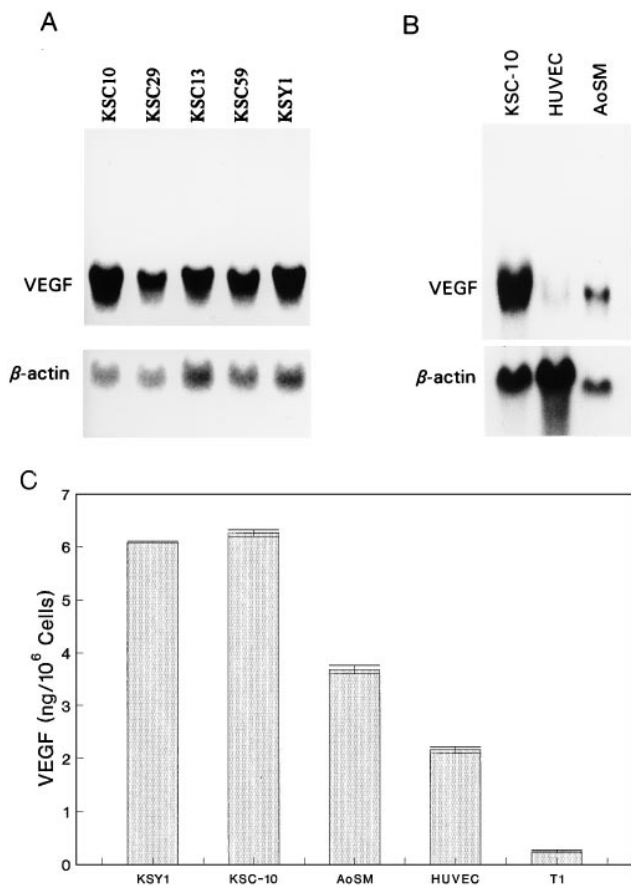 A
KSC10
KSC29
KSC13
KSC59
KSY1
VEGF
β-actin
B
KSC-10
HUVEC
AoSM
VEGF
β-actin
C
VEGF (ng/10⁶ Cells)
7
6
5
4
3
2
1
0
KSY1 KSC-10 AoSM HUVEC T1